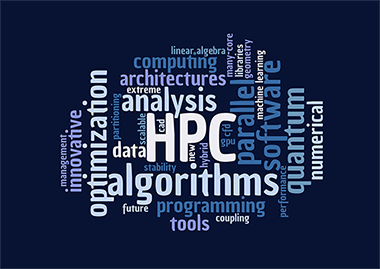 linear algebra
computing
many-core
libraries
geometry
machine learning
architectures
extreme
analysis
optimization
partitioning
scalable
cad
HPC
cfd
gpu
parallel
software
quantum
numerical
innovative
management
data
new
hybrid
stability
algorithms
performance
future
programming
coupling
tools